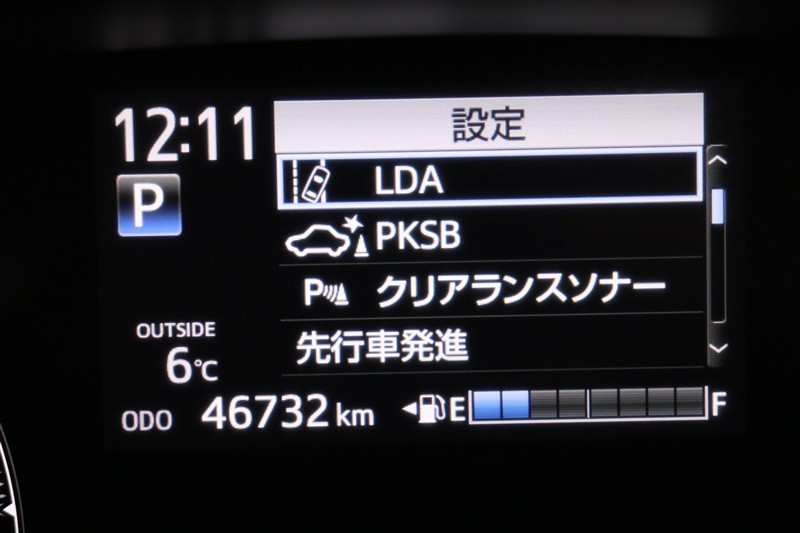 12:11
設定
P
LDA
PKSB
P クリアランスソナー
先行車発進
OUTSIDE
6℃
ODO 46732 km
E F